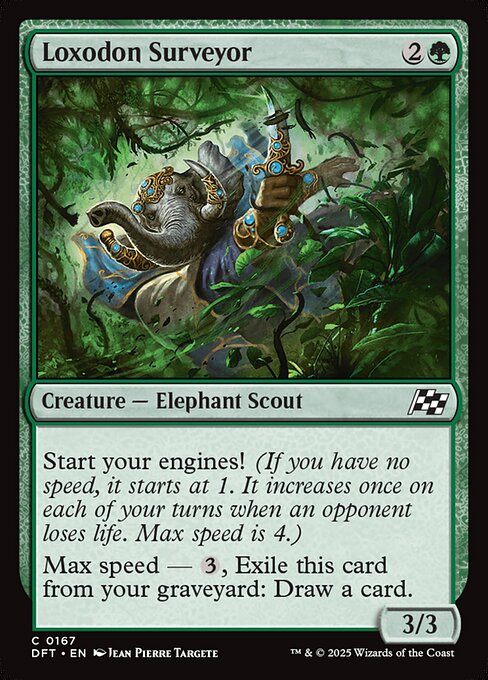 Loxodon Surveyor 2
Creature — Elephant Scout
Start your engines! (If you have no
speed, it starts at 1. It increases once on
each of your turns when an opponent
loses life. Max speed is 4.)
Max speed — 3, Exile this card
from your graveyard: Draw a card.
3/3
C 0167
DFT • EN Jean Pierre Targete ™ & © 2025 Wizards of the Coast